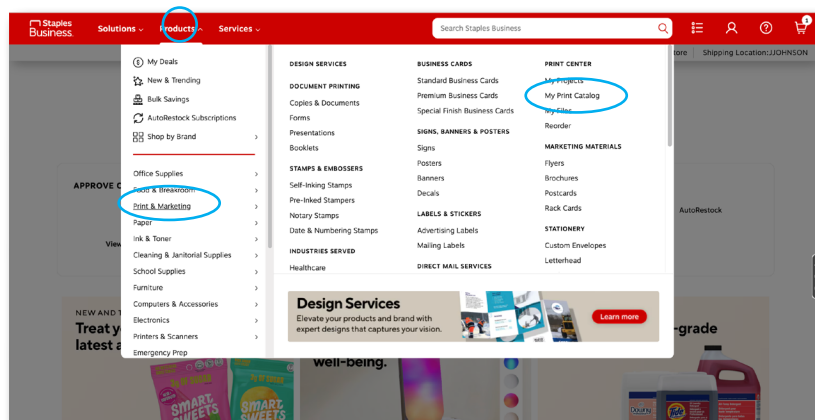 Staples
Business.
Solutions
Products
Services
Search Staples Business
1
tore
Shipping Location:JJOHNSON
My Deals
New & Trending
Bulk Savings
AutoRestock Subscriptions
Shop by Brand
Office Supplies
Food & Breakroom
Print & Marketing
Paper
Ink & Toner
Cleaning & Janitorial Supplies
School Supplies
Furniture
Computers & Accessories
Electronics
Printers & Scanners
Emergency Prep
DESIGN SERVICES
DOCUMENT PRINTING
Copies & Documents
Forms
Presentations
Booklets
STAMPS & EMBOSSERS
Self-Inking Stamps
Pre-Inked Stampers
Notary Stamps
Date & Numbering Stamps
INDUSTRIES SERVED
Healthcare
BUSINESS CARDS
Standard Business Cards
Premium Business Cards
Special Finish Business Cards
SIGNS, BANNERS & POSTERS
Signs
Posters
Banners
Decals
LABELS & STICKERS
Advertising Labels
Mailing Labels
DIRECT MAIL SERVICES
PRINT CENTER
My Projects
My Print Catalog
My Files
Reorder
MARKETING MATERIALS
Flyers
Brochures
Postcards
Rack Cards
STATIONERY
Custom Envelopes
Letterhead
Design Services
Elevate your products and brand with
expert designs that captures your vision.
Learn more
APPROVE O
View
AutoRestock
NEW AND T
Treat y
latest a
well-being.
-grade
SMART
SWEETS
SMART
SWEETS
Downy
Tide